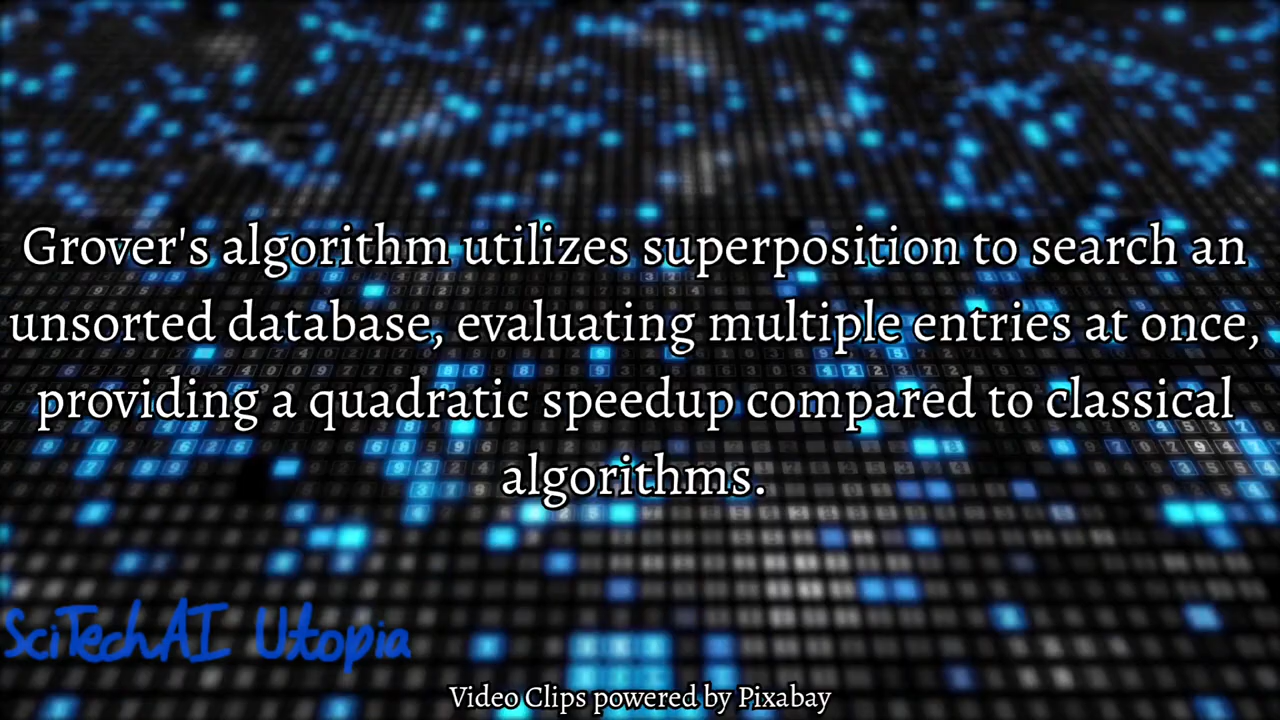 Grover's algorithm utilizes superposition to search an
unsorted database, evaluating multiple entries at once,
providing a quadratic speedup compared to classical
algorithms.
SciTechAI Utopia
Video Clips powered by Pixabay